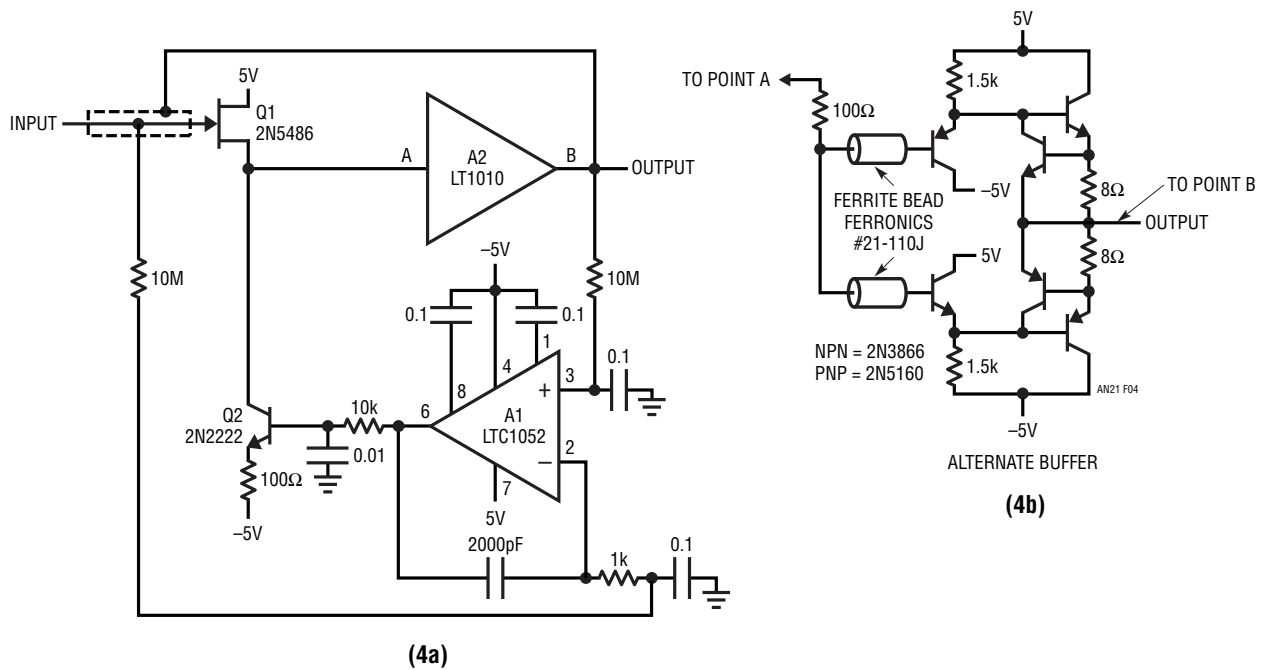 5V
Q1
2N5486
INPUT
A
A2
LT1010
B
OUTPUT
10M
–5V
10M
0.1
0.1
1
4
8
3
0.1
+
6
A1
LTC1052
2
–
7
5V
10k
Q2
2N2222
0.01
100Ω
–5V
2000pF
1k
0.1
(4a)
5V
TO POINT A
1.5k
100Ω
–5V
FERRITE BEAD
FERRONICS
#21-110J
8Ω
TO POINT B
OUTPUT
8Ω
5V
NPN = 2N3866
PNP = 2N5160
1.5k
AN21 F04
–5V
ALTERNATE BUFFER
(4b)